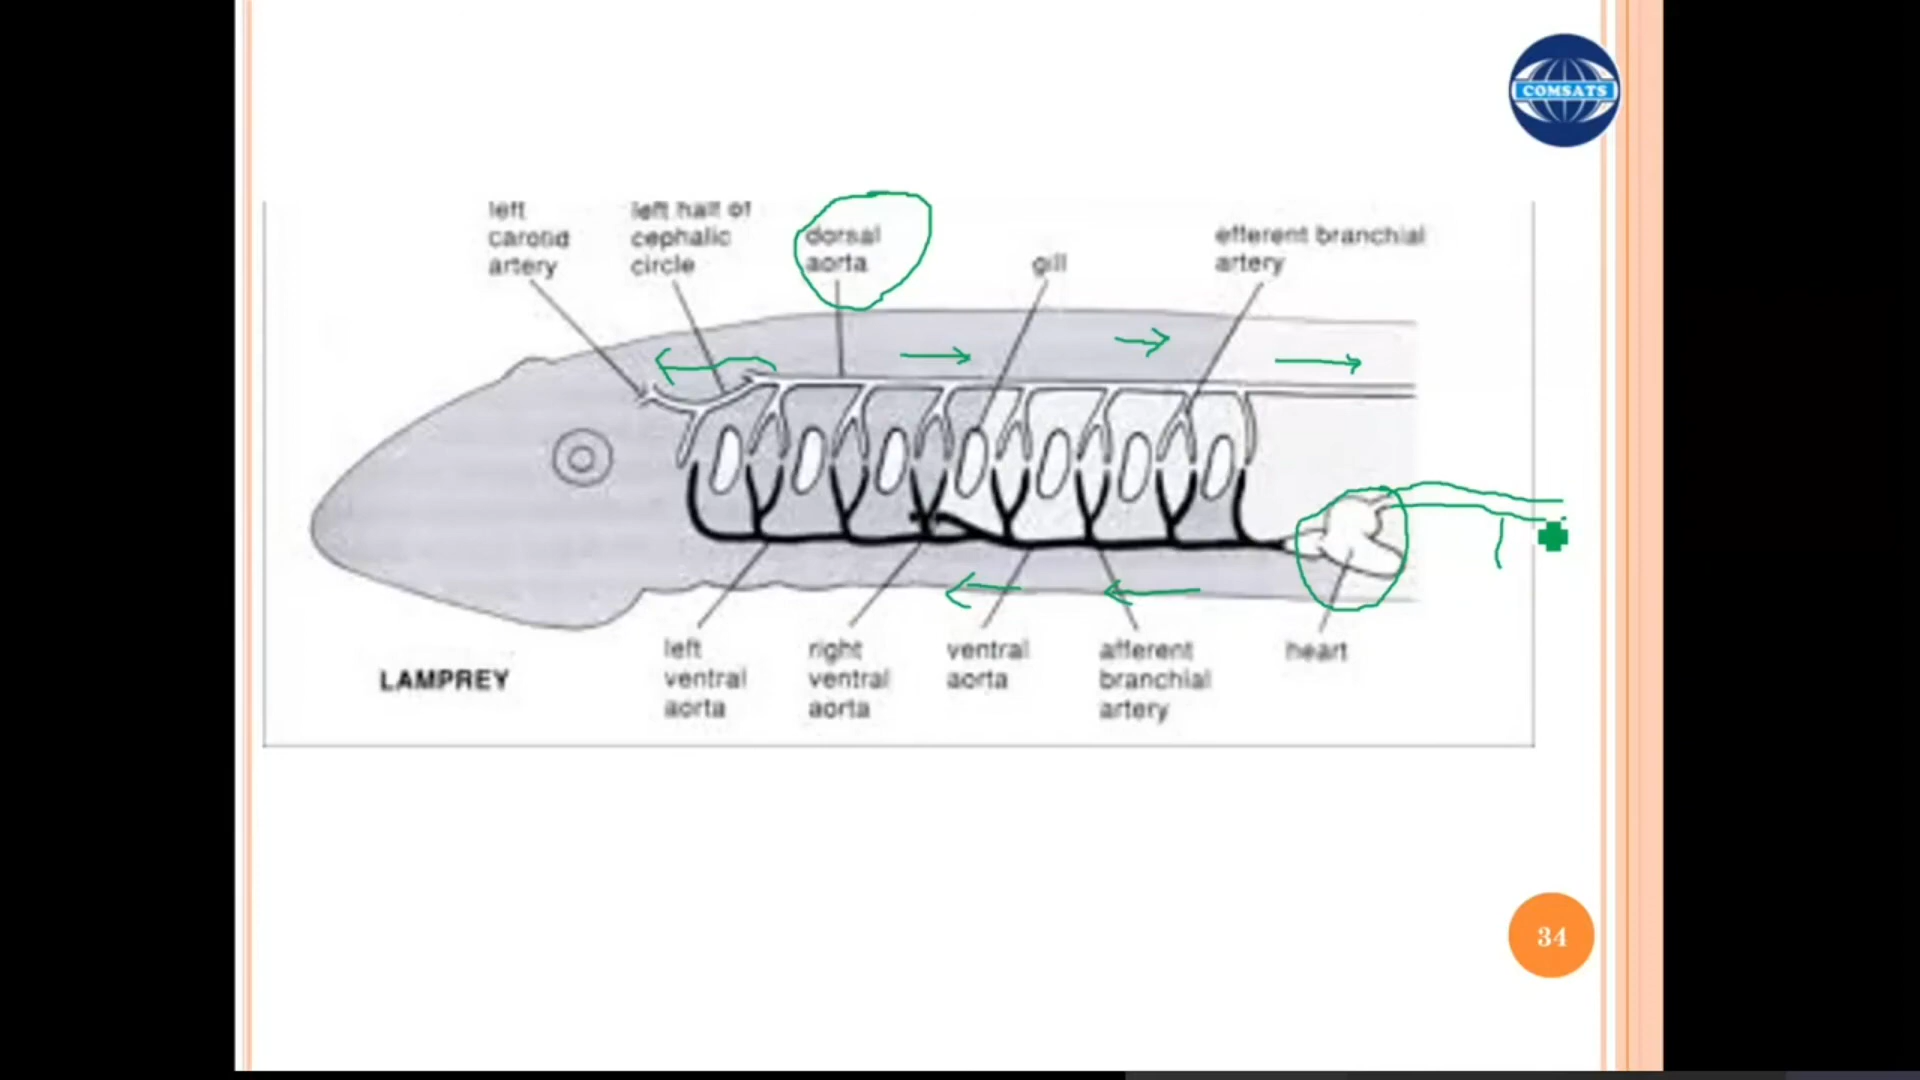 COMSATS
left
carotid
artery
left half of
cephalic
circle
dorsal
aorta
gill
efferent branchial
artery
LAMPREY
left
ventral
aorta
right
ventral
aorta
ventral
aorta
afferent
branchial
artery
heart
34